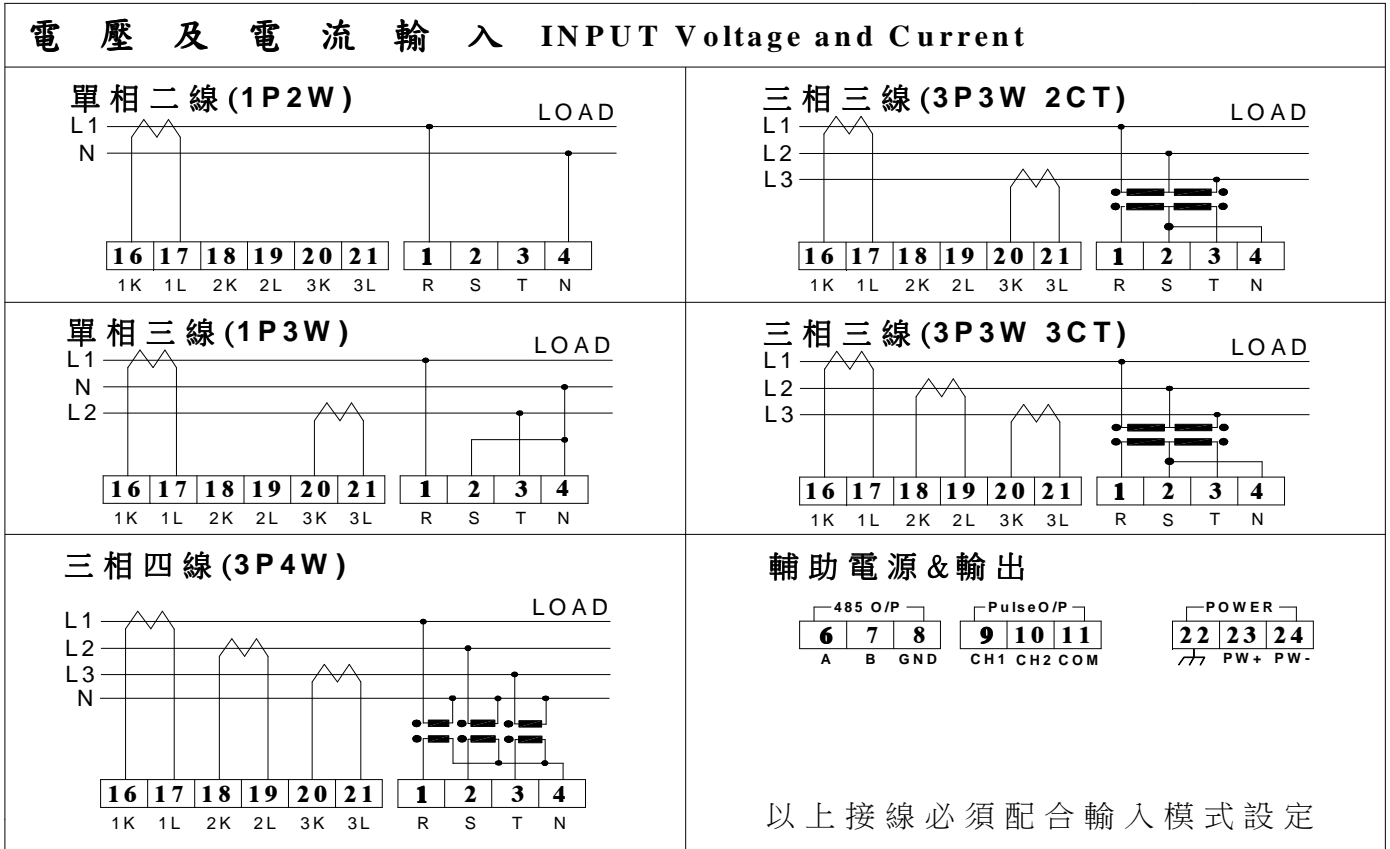 電壓及電流輸入 INPUT Voltage and Current
單相二線(1P2W)
LOAD
L1
N
16 17 18 19 20 21 1 2 3 4
1K 1L 2K 2L 3K 3L R S T N
三相三線(3P3W 2CT)
LOAD
L1
L2
L3
16 17 18 19 20 21 1 2 3 4
1K 1L 2K 2L 3K 3L R S T N
單相三線(1P3W)
LOAD
L1
N
L2
16 17 18 19 20 21 1 2 3 4
1K 1L 2K 2L 3K 3L R S T N
三相三線(3P3W 3CT)
LOAD
L1
L2
L3
16 17 18 19 20 21 1 2 3 4
1K 1L 2K 2L 3K 3L R S T N
三相四線(3P4W)
LOAD
L1
L2
L3
N
16 17 18 19 20 21 1 2 3 4
1K 1L 2K 2L 3K 3L R S T N
輔助電源&輸出
485 O/P PulseO/P POWER
6 7 8 9 10 11 22 23 24
A B GND CH1 CH2 COM PW+ PW-
以上接線必須配合輸入模式設定